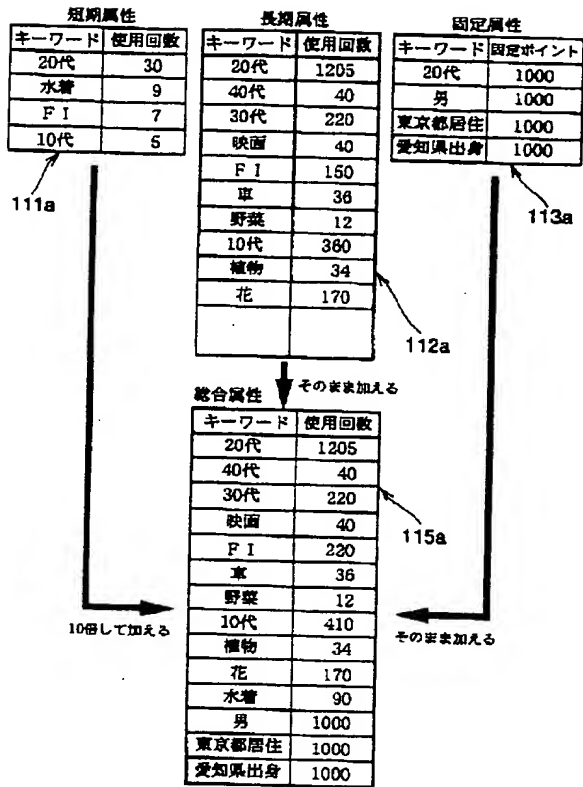 短期属性
キーワード 使用回数
20代 30
水着 9
FI 7
10代 5
111a
長期属性
キーワード 使用回数
20代 1205
40代 40
30代 220
映画 40
FI 150
車 36
野菜 12
10代 360
植物 34
花 170
112a
固定属性
キーワード 固定ポイント
20代 1000
男 1000
東京都居住 1000
愛知県出身 1000
113a
そのまま加える
総合属性
キーワード 使用回数
20代 1205
40代 40
30代 220
映画 40
FI 220
車 36
野菜 12
10代 410
植物 34
花 170
水着 90
男 1000
東京都居住 1000
愛知県出身 1000
115a
10倍して加える
そのまま加える